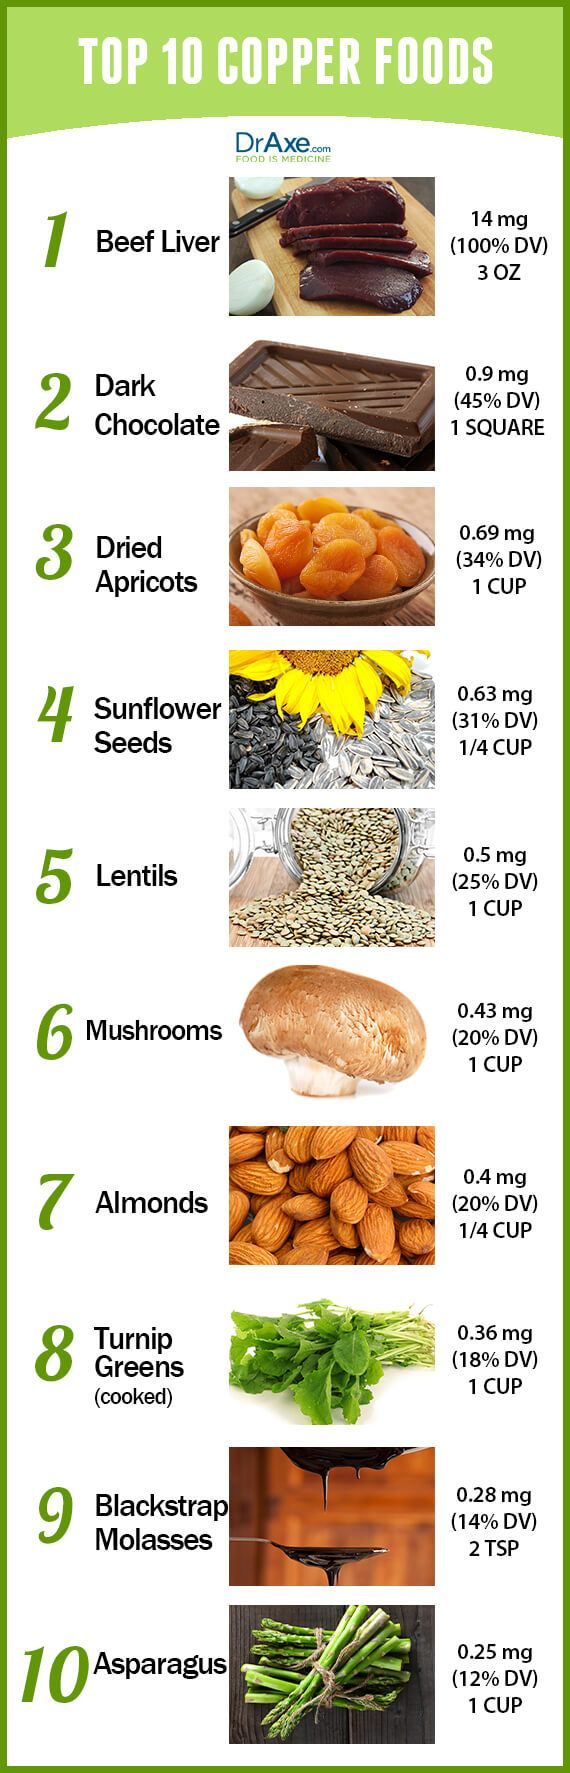 TOP 10 COPPER FOODS
DrAxe.com
FOOD IS MEDICINE
1
Beef Liver
14 mg
(100% DV)
3 OZ
2
Dark
Chocolate
0.9 mg
(45% DV)
1 SQUARE
3
Dried
Apricots
0.69 mg
(34% DV)
1 CUP
4
Sunflower
Seeds
0.63 mg
(31% DV)
1/4 CUP
5
Lentils
0.5 mg
(25% DV)
1 CUP
6
Mushrooms
0.43 mg
(20% DV)
1 CUP
7
Almonds
0.4 mg
(20% DV)
1/4 CUP
8
Turnip
Greens
(cooked)
0.36 mg
(18% DV)
1 CUP
9
Blackstrap
Molasses
0.28 mg
(14% DV)
2 TSP
10
Asparagus
0.25 mg
(12% DV)
1 CUP